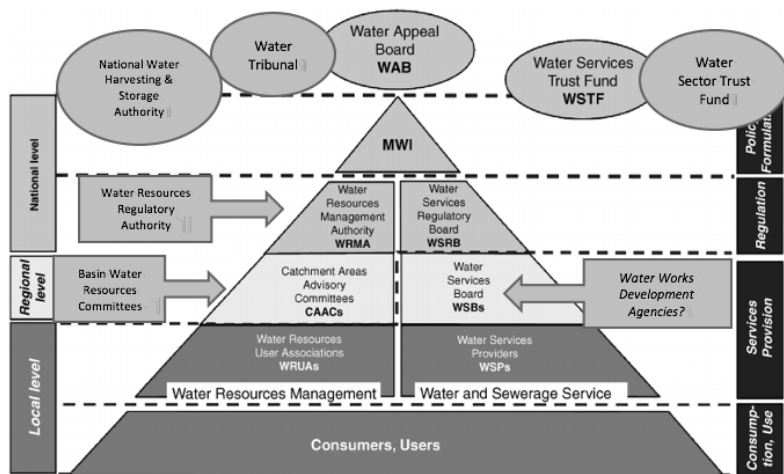 National Water
Harvesting &
Storage
Authority
Water
Tribunal
Water Appeal
Board
WAB
Water Services
Trust Fund
WSTF
Water
Sector Trust
Fund
National level
Policy
Formulation
MWI
Water Resources
Regulatory
Authority
Water
Resources
Management
Authority
WRMA
Water
Services
Regulatory
Board
WSRB
Regulation
Regional
level
Basin Water
Resources
Committees
Catchment Areas
Advisory
Committees
CAACs
Water
Services
Board
WSBs
Water Works
Development
Agencies?
Services
Provision
Local level
Water Resources
User Associations
WRUAs
Water Services
Providers
WSPs
Water Resources Management
Water and Sewerage Service
Consumers, Users
Consump-
tion, Use